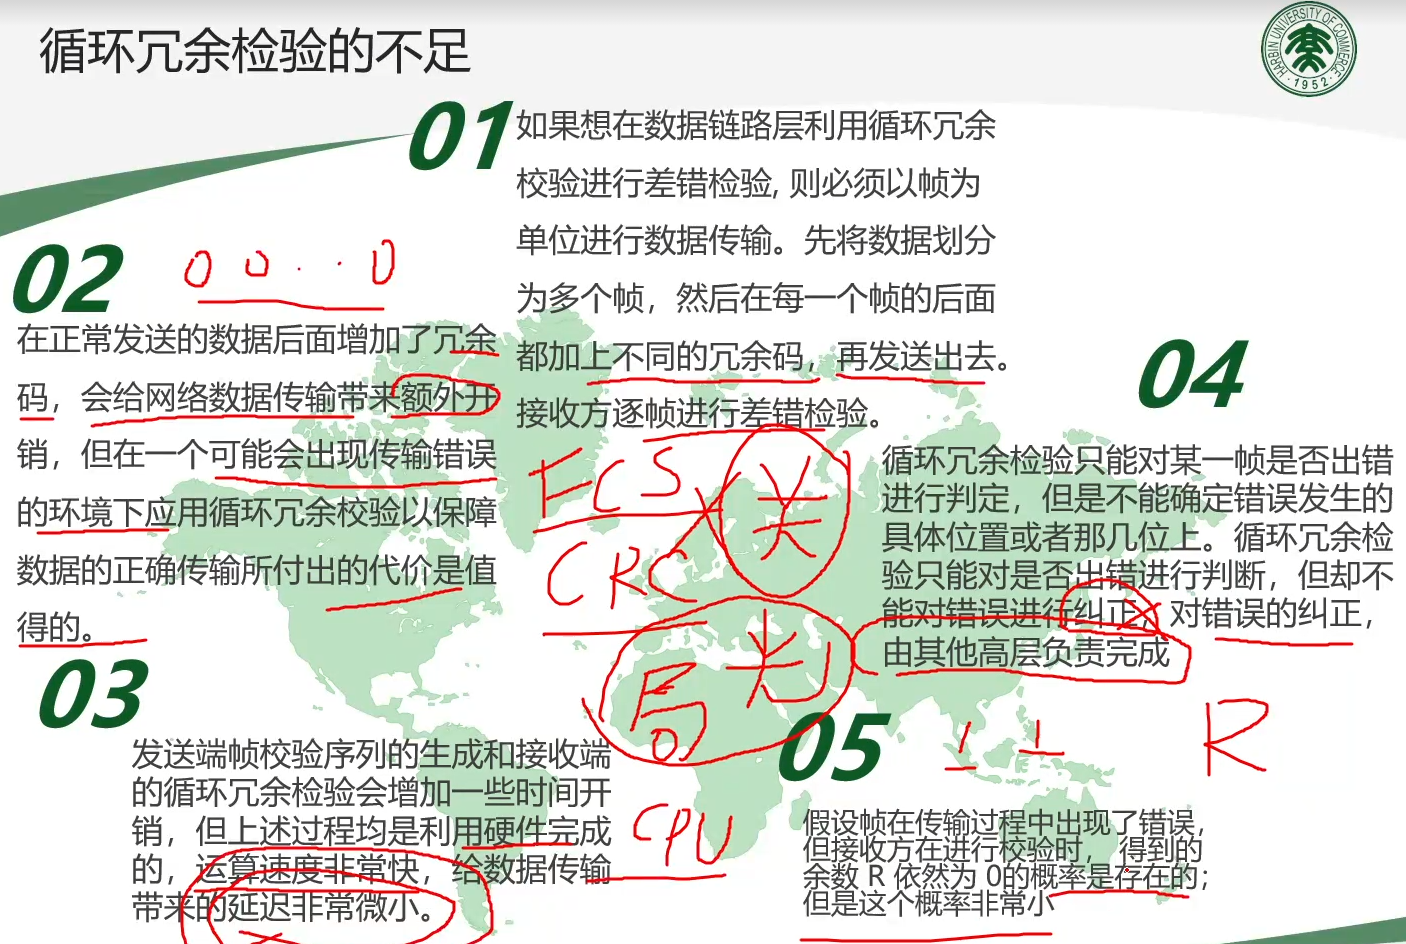 循环冗余检验的不足
HARBIN UNIVERSITY OF COMMERCE
·1952·
01
如果想在数据链路层利用循环冗余
校验进行差错检验, 则必须以帧为
单位进行数据传输。先将数据划分
为多个帧，然后在每一个帧的后面
都加上不同的冗余码，再发送出去。
接收方逐帧进行差错检验。
02
0 0 · · 0
在正常发送的数据后面增加了冗余
码，会给网络数据传输带来额外开
销，但在一个可能会出现传输错误
的环境下应用循环冗余校验以保障
数据的正确传输所付出的代价是值
得的。
FCS
CRC
03
发送端帧校验序列的生成和接收端
的循环冗余检验会增加一些时间开
销，但上述过程均是利用硬件完成
的，运算速度非常快，给数据传输
带来的延迟非常微小。
CPU
04
循环冗余检验只能对某一帧是否出错
进行判定，但是不能确定错误发生的
具体位置或者那几位上。循环冗余检
验只能对是否出错进行判断，但却不
能对错误进行纠正，对错误的纠正，
由其他高层负责完成
05
R
假设帧在传输过程中出现了错误，
但接收方在进行校验时，得到的
余数 R 依然为 0的概率是存在的；
但是这个概率非常小